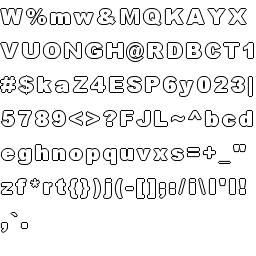 W%mw&MQKAYX
VUONGH@RDBCT1
#$kaZ4ESP6y023|
5789<>?FJL~^bcd
eghnopquvxs=+_"
zf*rt{})j(-[];:/i\l'I!
,`.